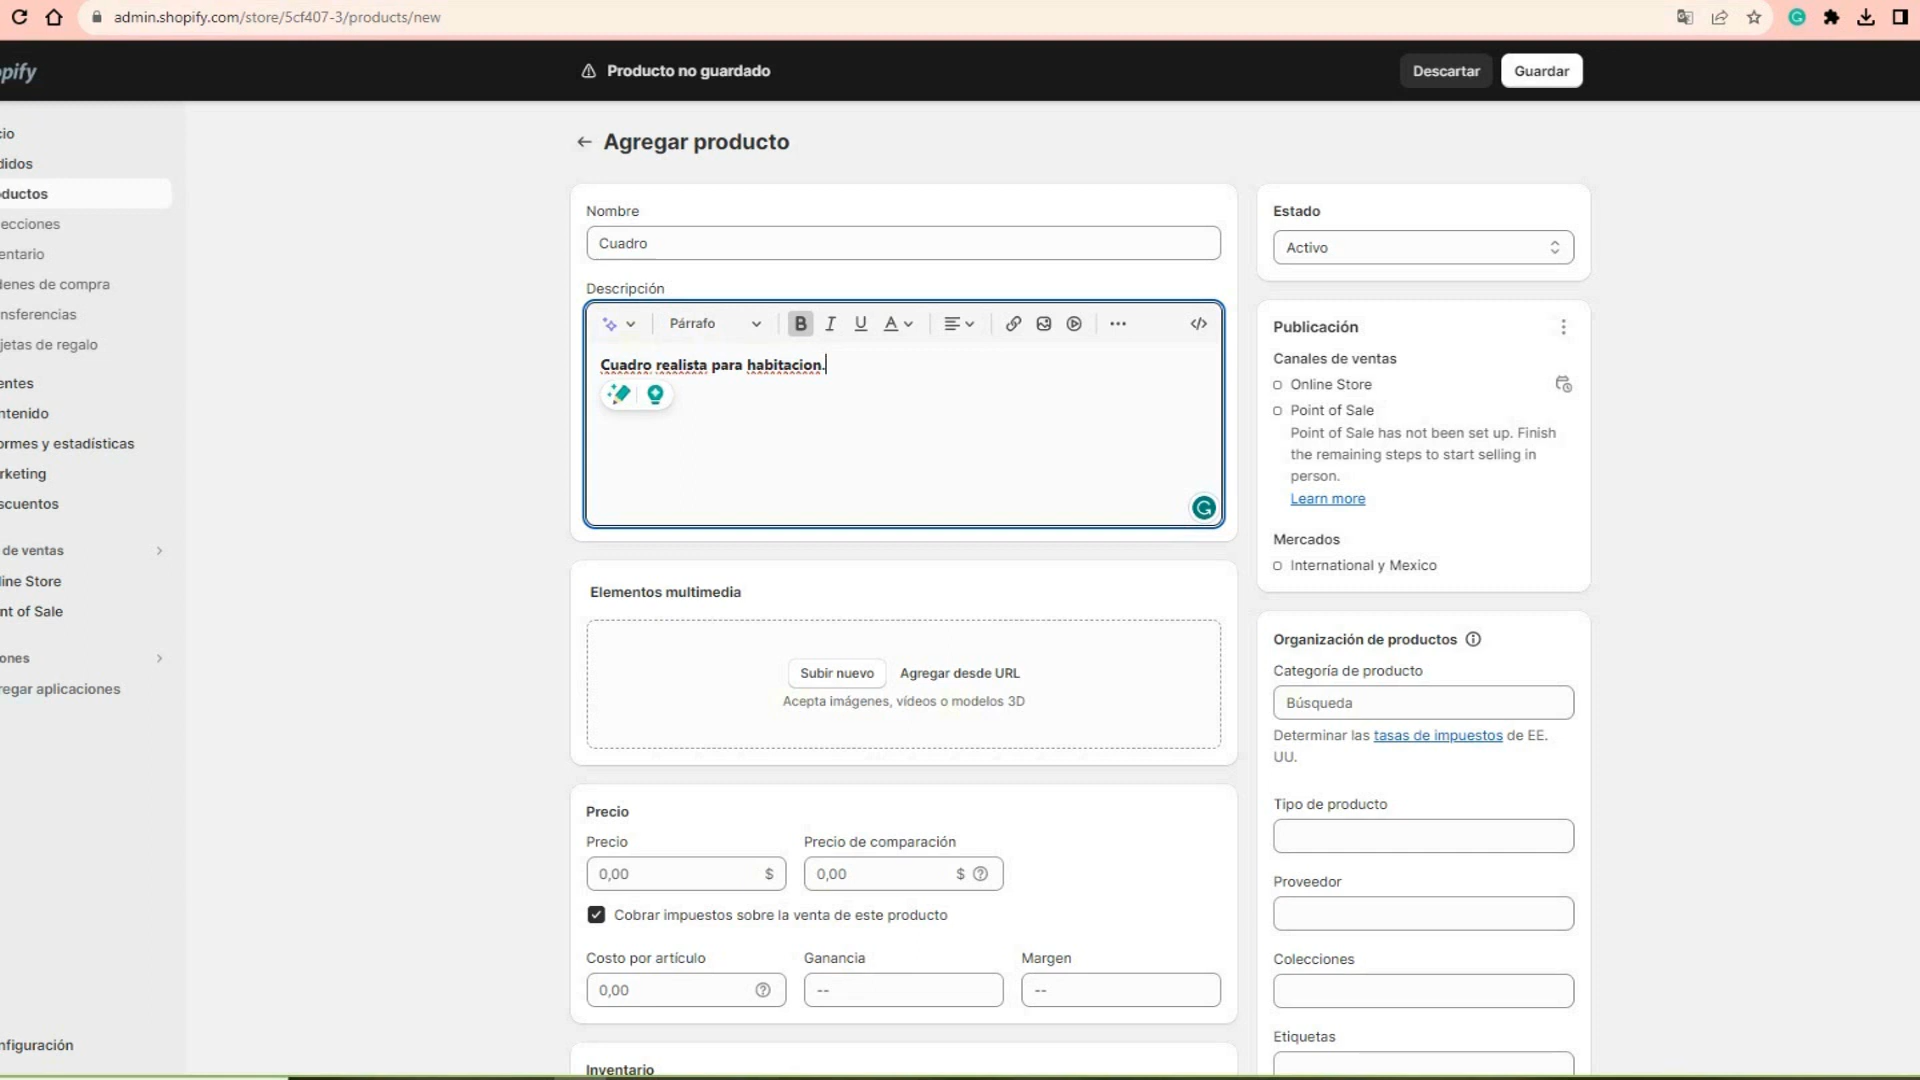 admin.shopify.com/store/5cf407-3/products/new
pify
Producto no guardado
Descartar
Guardar
cio
didos
oductos
ecciones
entario
denes de compra
nsferencias
jetas de regalo
entes
ntenido
ormes y estadísticas
rketing
scuentos
de ventas
line Store
nt of Sale
ones
regar aplicaciones
nfiguración
Agregar producto
Nombre
Cuadro
Descripción
Párrafo
B I U A
Cuadro realista para habitacion.
Elementos multimedia
Subir nuevo
Agregar desde URL
Acepta imágenes, vídeos o modelos 3D
Precio
Precio
Precio de comparación
0,00 $
0,00 $
Cobrar impuestos sobre la venta de este producto
Costo por artículo
Ganancia
Margen
0,00
--
--
Inventario
Estado
Activo
Publicación
Canales de ventas
Online Store
Point of Sale
Point of Sale has not been set up. Finish
the remaining steps to start selling in
person.
Learn more
Mercados
International y Mexico
Organización de productos
Categoría de producto
Búsqueda
Determinar las tasas de impuestos de EE.
UU.
Tipo de producto
Proveedor
Colecciones
Etiquetas